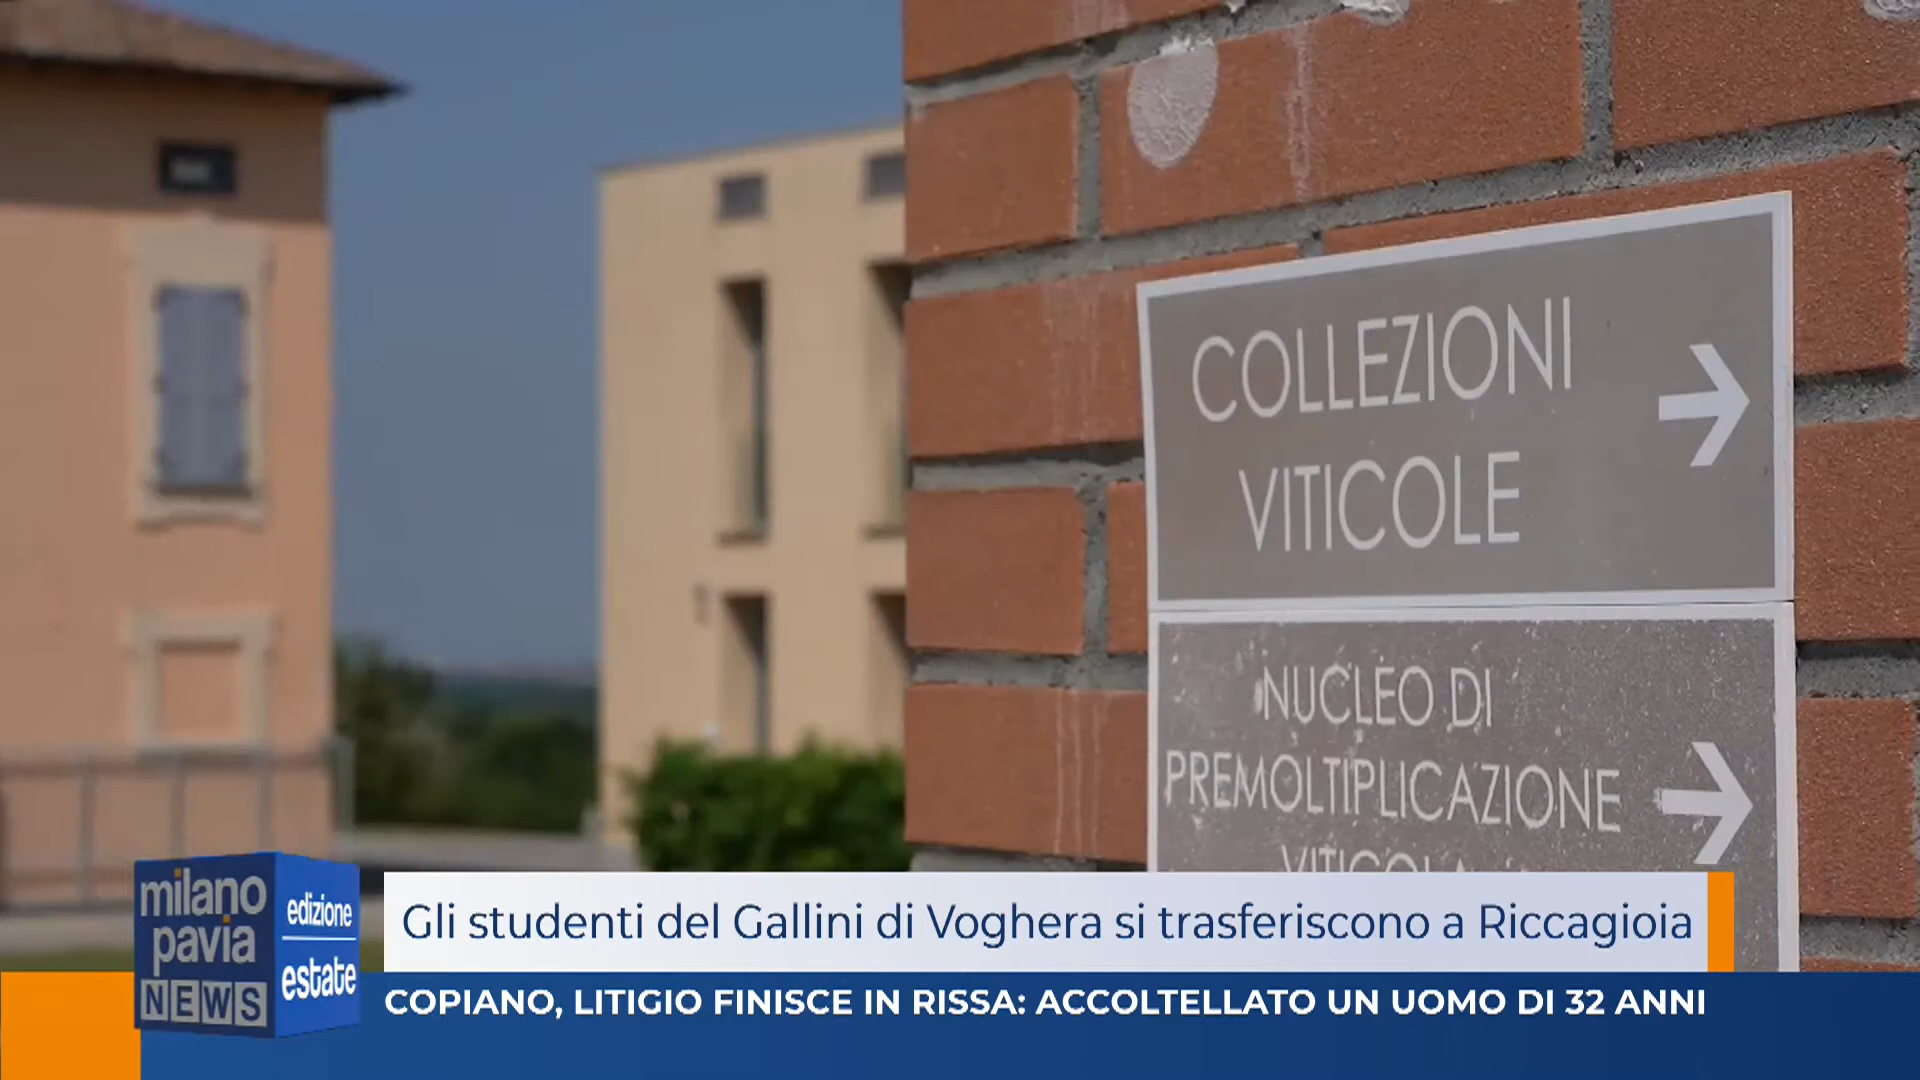 COLLEZIONI
VITICOLE
NUCLEO DI
PREMOLTIPLICAZIONE
VITICOLA
milano
pavia
NEWS
edizione
estate
Gli studenti del Gallini di Voghera si trasferiscono a Riccagioia
COPIANO, LITIGIO FINISCE IN RISSA: ACCOLTELLATO UN UOMO DI 32 ANNI